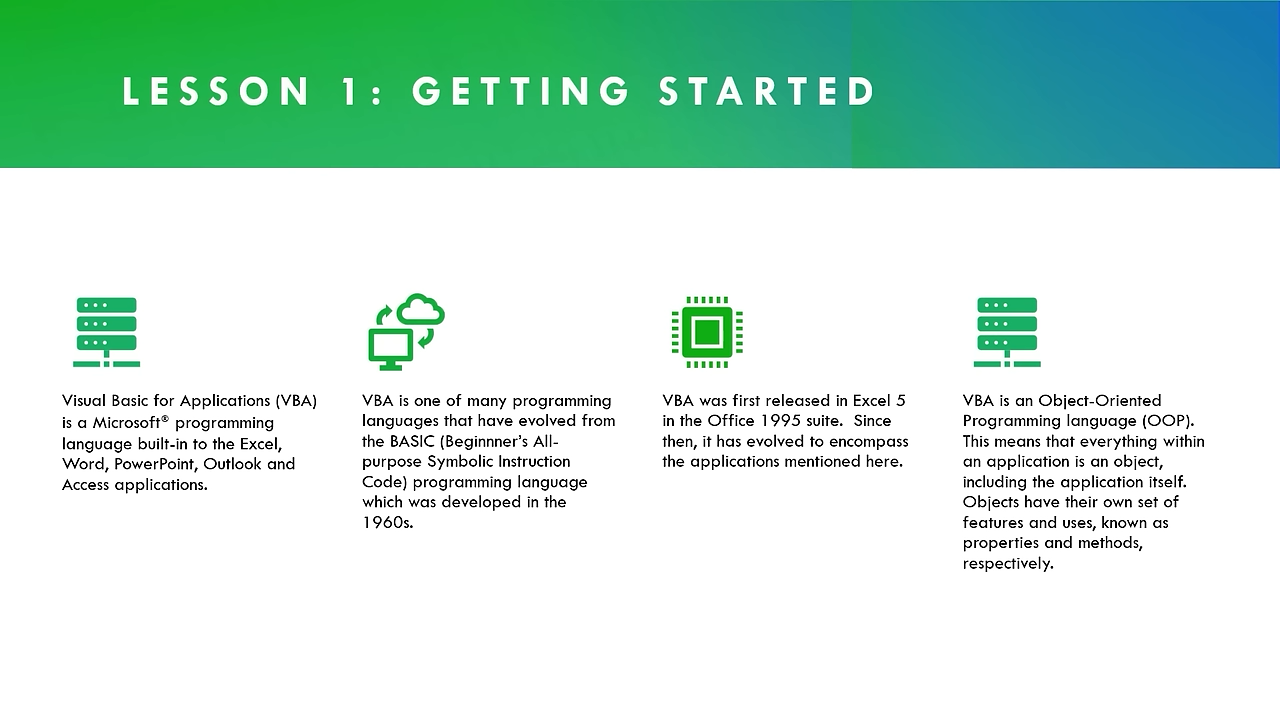 LESSON 1: GETTING STARTED
Visual Basic for Applications (VBA)
is a Microsoft® programming
language built-in to the Excel,
Word, PowerPoint, Outlook and
Access applications.
VBA is one of many programming
languages that have evolved from
the BASIC (Beginnner's All-
purpose Symbolic Instruction
Code) programming language
which was developed in the
1960s.
VBA was first released in Excel 5
in the Office 1995 suite.  Since
then, it has evolved to encompass
the applications mentioned here.
VBA is an Object-Oriented
Programming language (OOP).
This means that everything within
an application is an object,
including the application itself.
Objects have their own set of
features and uses, known as
properties and methods,
respectively.